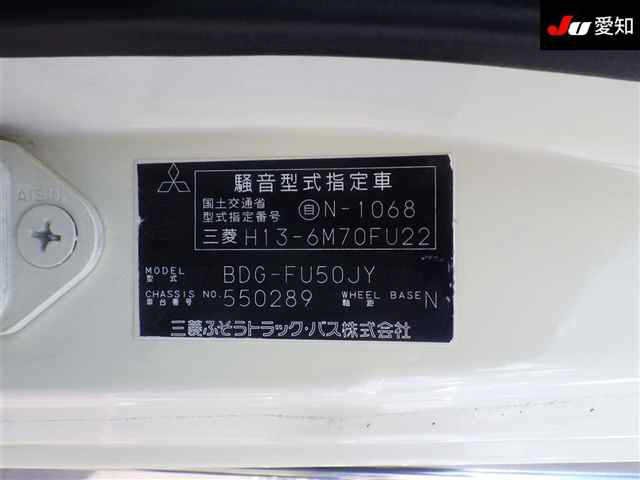 JU 愛知
AISIN
騒音型式指定車
国土交通省
型式指定番号 自 N-1068
三菱 H13-6M70FU22
MODEL
型式 BDG-FU50JY
CHASSIS NO. 550289 WHEEL BASE N
車台番号 軸距
三菱ふそうトラック・バス株式会社